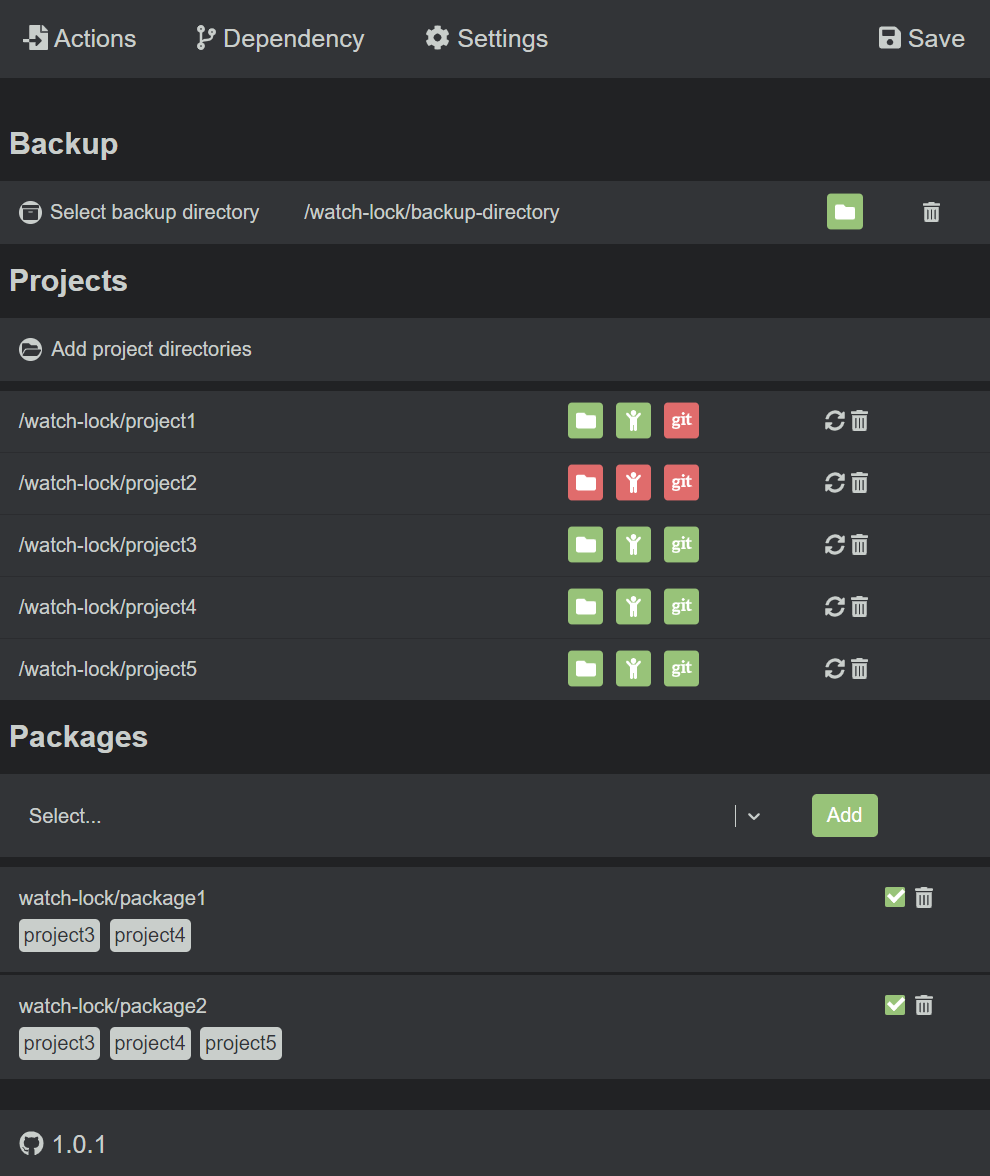 Actions Dependency Settings Save
Backup
Select backup directory /watch-lock/backup-directory
Projects
Add project directories
/watch-lock/project1 git
/watch-lock/project2 git
/watch-lock/project3 git
/watch-lock/project4 git
/watch-lock/project5 git
Packages
Select... Add
watch-lock/package1
project3 project4
watch-lock/package2
project3 project4 project5
1.0.1